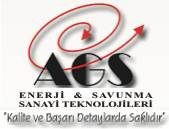 AGS
ENERJİ & SAVUNMA
SANAYİ TEKNOLOJİLERİ
"Kalite ve Başarı Detaylarda Saklıdır"